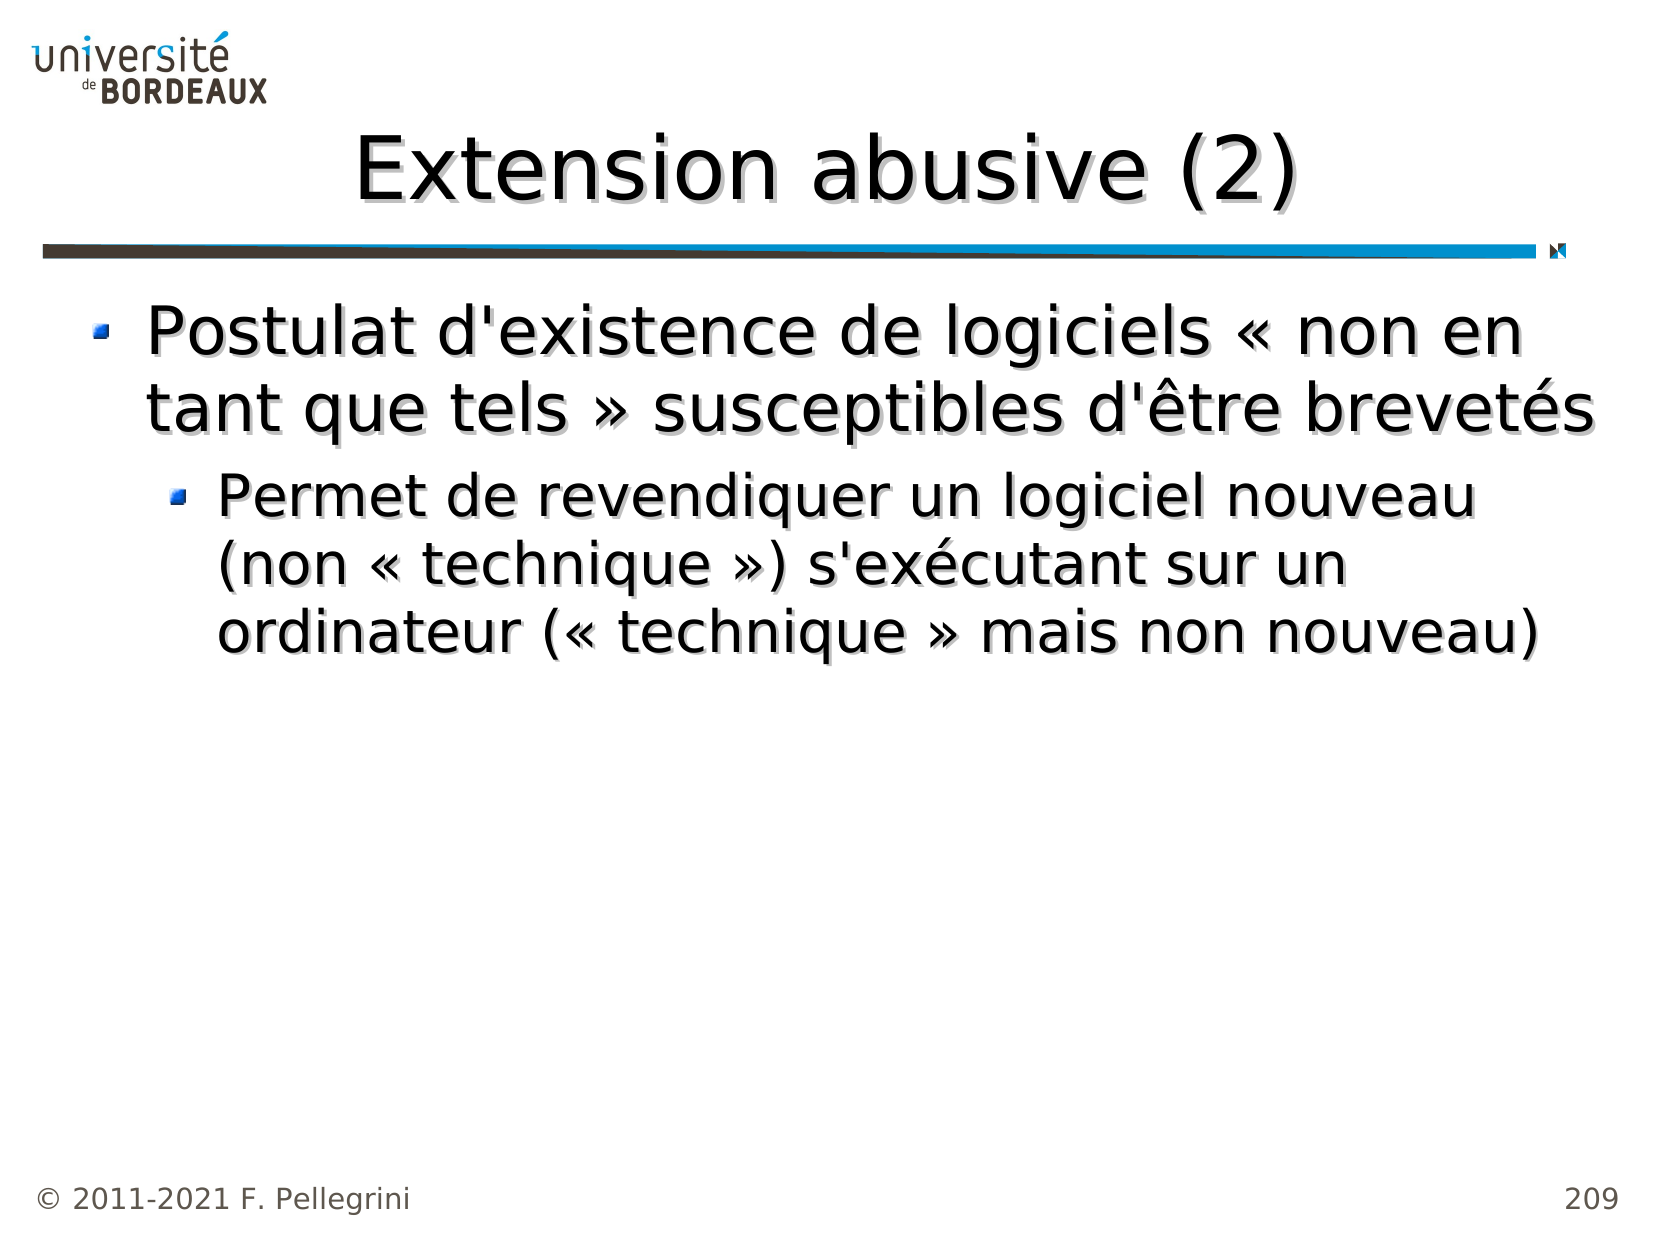 université
de BORDEAUX
Extension abusive (2)
Postulat d'existence de logiciels « non en
tant que tels » susceptibles d'être brevetés
Permet de revendiquer un logiciel nouveau
(non « technique ») s'exécutant sur un
ordinateur (« technique » mais non nouveau)
© 2011-2021 F. Pellegrini
209